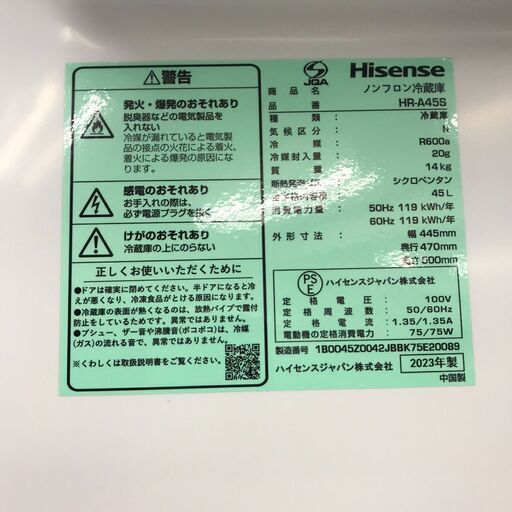 警告
発火・爆発のおそれあり
脱臭器などの電気製品を
入れない
冷媒が漏れていると電気製
品の接点の火花による着火、
着火・爆発の原因になる
感電のおそれあり
お手入れの際は、
必ず電源プラグを抜く
けがのおそれあり
冷蔵庫の上にのらない
正しくお使いいただくために
●ドアは確実に閉めてください。半ドアになると冷
えが悪くなり、冷凍食品がとける原因になります。
●冷蔵庫の表面が熱くなるのは、放熱パイプで露付
防止をしているためで、異常ではありません。
●プシュー、ザー音や沸騰音(ボコボコ)は、冷媒
(ガス)の流れる音で、異常ではありません。
※くわしくは取扱説明書をご覧ください。
JQA
Hisense
商品名 ノンフロン冷蔵庫
品番 HR-A45S
種類: 冷蔵庫
気候区分: N
冷媒: R600a
冷媒封入量: 20g
質量: 14kg
断熱発泡ガス: シクロペンタン
定格内容積: 45L
消費電力量: 50Hz 119 kWh/年
60Hz 119 kWh/年
外形寸法: 幅 445mm
奥行 470mm
高さ 500mm
PS
E
ハイセンスジャパン株式会社
定格電圧: 100V
定格周波数: 50/60Hz
定格電流: 1.35/1.35A
電動機の定格消費電力: 75/75W
製造番号 1B0045Z0042JBBK75E20089
ハイセンスジャパン株式会社
2023年製
中国製